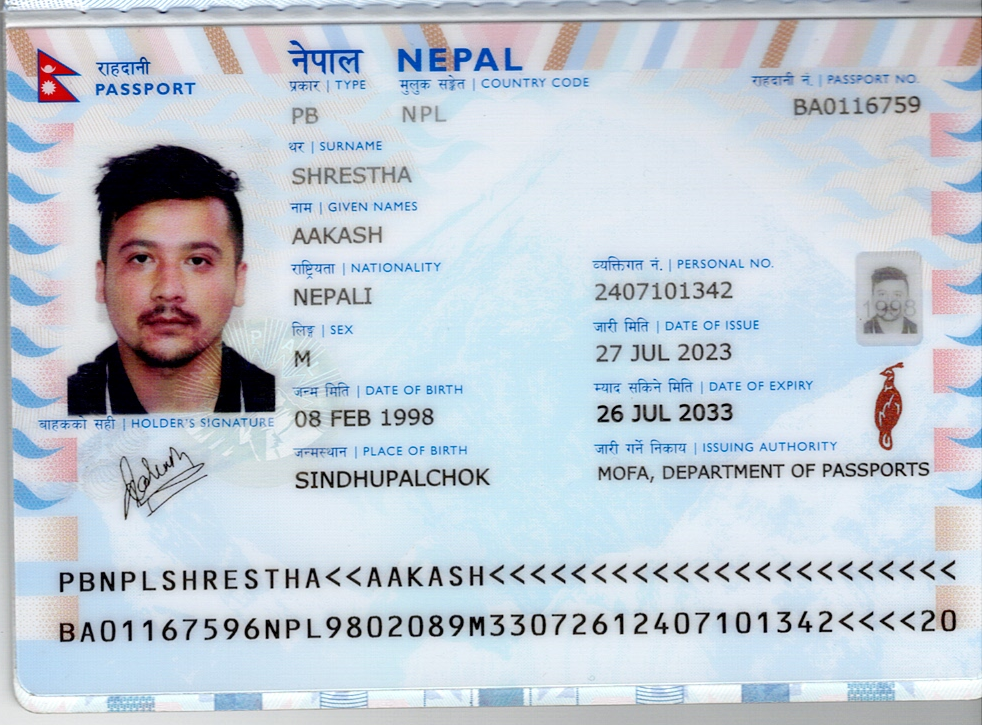 राहदानी
PASSPORT
नेपाल NEPAL
प्रकार | TYPE मुलुक सङ्केत | COUNTRY CODE राहदानी नं. | PASSPORT NO.
PB NPL BA0116759
थर | SURNAME
SHRESTHA
नाम | GIVEN NAMES
AAKASH
राष्ट्रियता | NATIONALITY व्यक्तिगत नं. | PERSONAL NO.
NEPALI 2407101342
1998
लिङ्ग | SEX जारी मिति | DATE OF ISSUE
M 27 JUL 2023
जन्म मिति | DATE OF BIRTH म्याद सकिने मिति | DATE OF EXPIRY
08 FEB 1998 26 JUL 2033
बाहकको सही | HOLDER'S SIGNATURE
जन्मस्थान | PLACE OF BIRTH जारी गर्ने निकाय | ISSUING AUTHORITY
SINDHUPALCHOK MOFA, DEPARTMENT OF PASSPORTS
PBNPLSHRESTHA<<AAKASH<<<<<<<<<<<<<<<<<<<<<<<
BA01167596NPL9802089M33072612407101342<<<<20